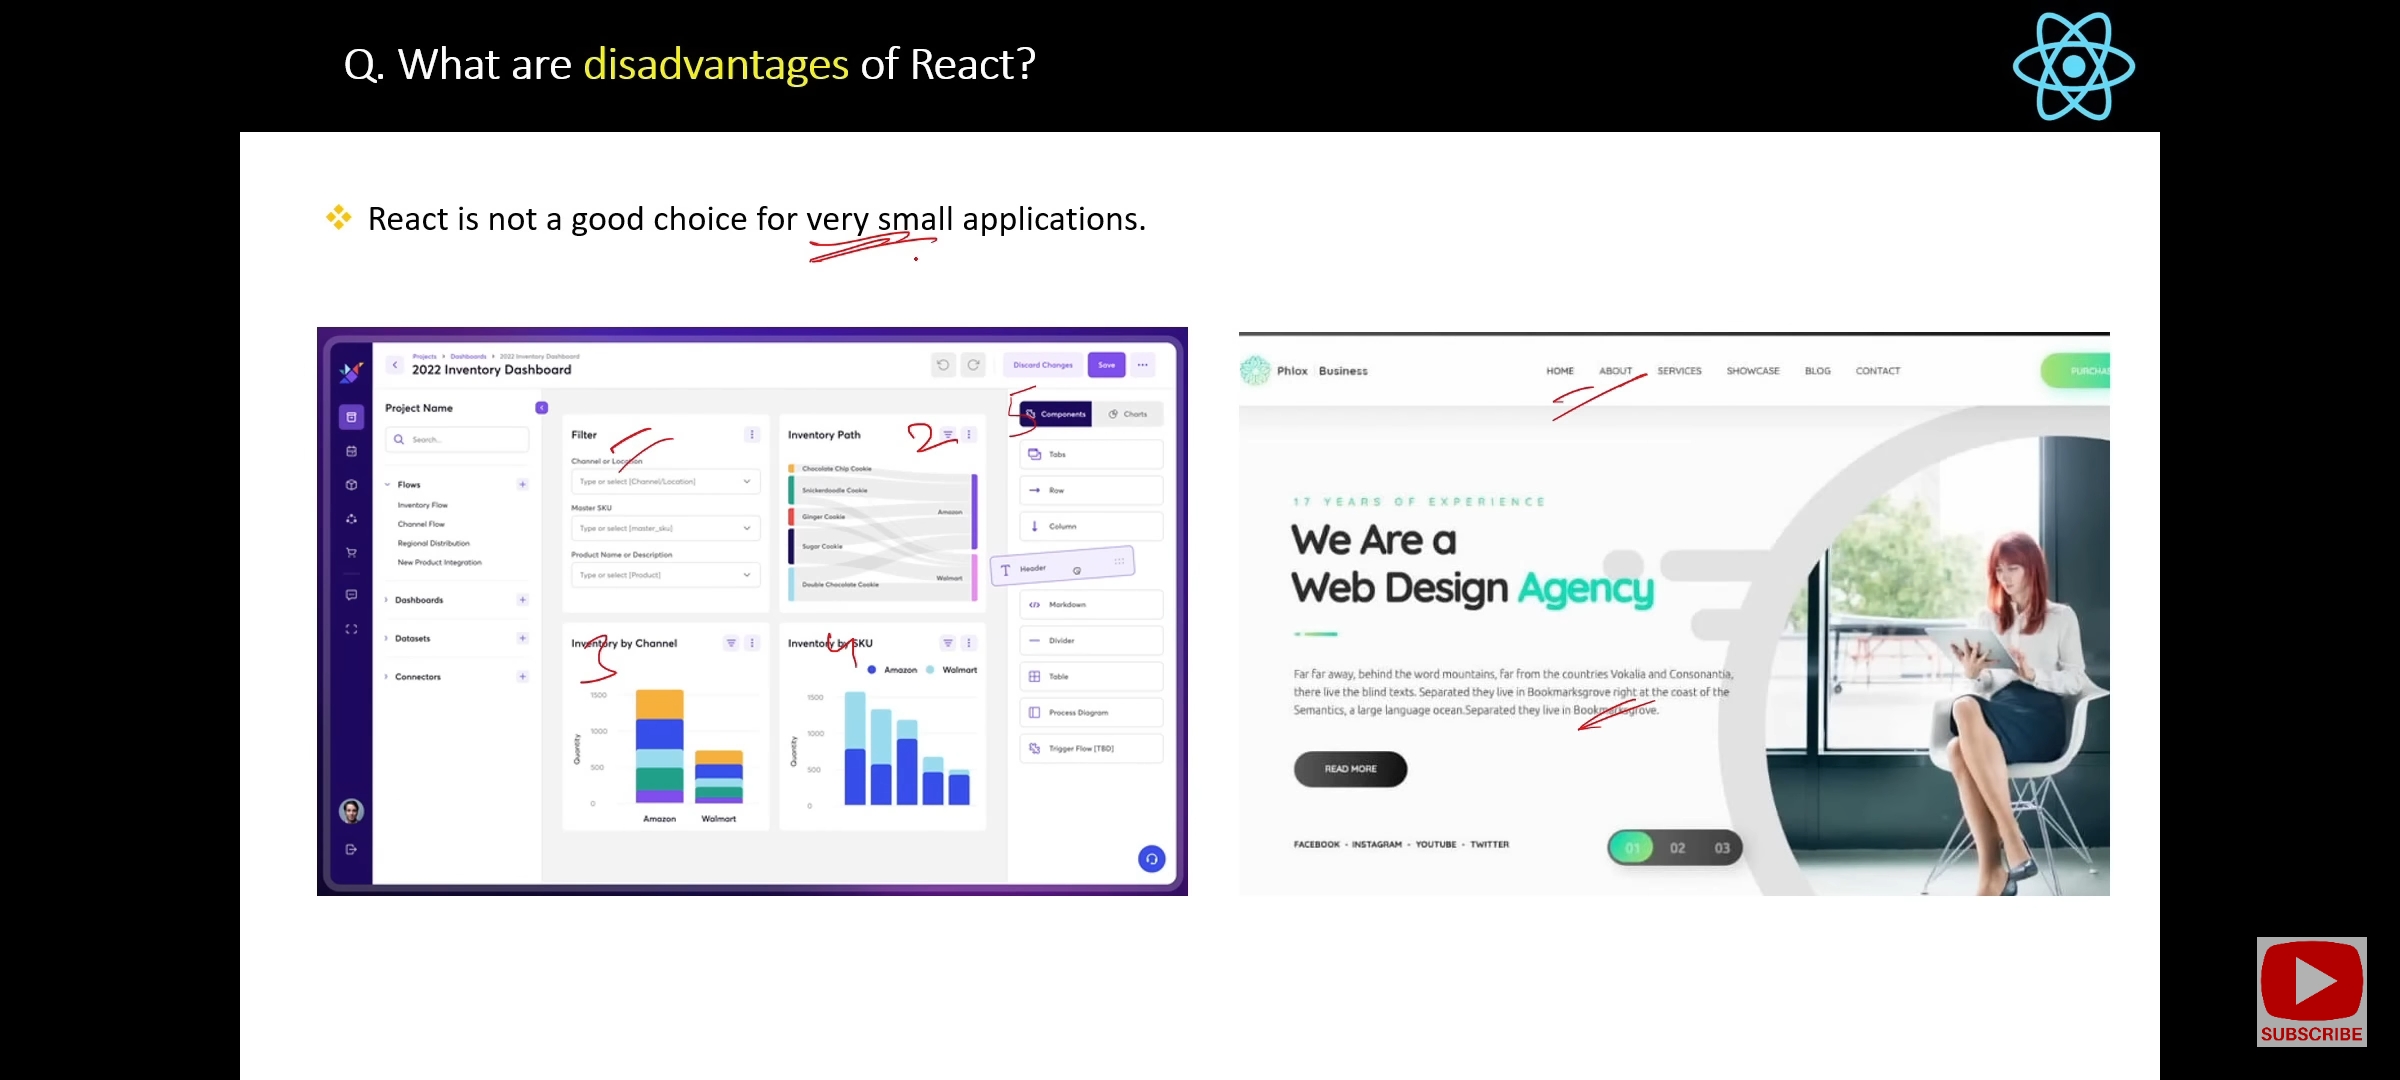 Q. What are disadvantages of React?
React is not a good choice for very small applications.
Projects > Dashboards > 2022 Inventory Dashboard
2022 Inventory Dashboard
Discard Changes
Save
Project Name
Search...
Flows
Inventory Flow
Channel Flow
Regional Distribution
New Product Integration
Dashboards
Datasets
Connectors
Filter
Channel or Location
Type or select [Channel/Location]
Master SKU
Type or select [master_sku]
Product Name or Description
Type or select [Product]
Inventory Path
2
Chocolate Chip Cookie
Snickerdoodle Cookie
Ginger Cookie
Sugar Cookie
Double Chocolate Cookie
Amazon
Walmart
Inventory by Channel
3
Quantity
1500
1000
500
0
Amazon
Walmart
Inventory by SKU
4
Amazon
Walmart
Quantity
1500
1000
500
0
5
Components
Charts
Tabs
Row
Column
Header
Markdown
Divider
Table
Process Diagram
Trigger Flow [TBD]
Phlox Business
HOME ABOUT SERVICES SHOWCASE BLOG CONTACT
PURCHAS
17 YEARS OF EXPERIENCE
We Are a
Web Design Agency
Far far away, behind the word mountains, far from the countries Vokalia and Consonantia,
there live the blind texts. Separated they live in Bookmarksgrove right at the coast of the
Semantics, a large language ocean.Separated they live in Bookmarksgrove.
READ MORE
FACEBOOK - INSTAGRAM - YOUTUBE - TWITTER
01 02 03
SUBSCRIBE